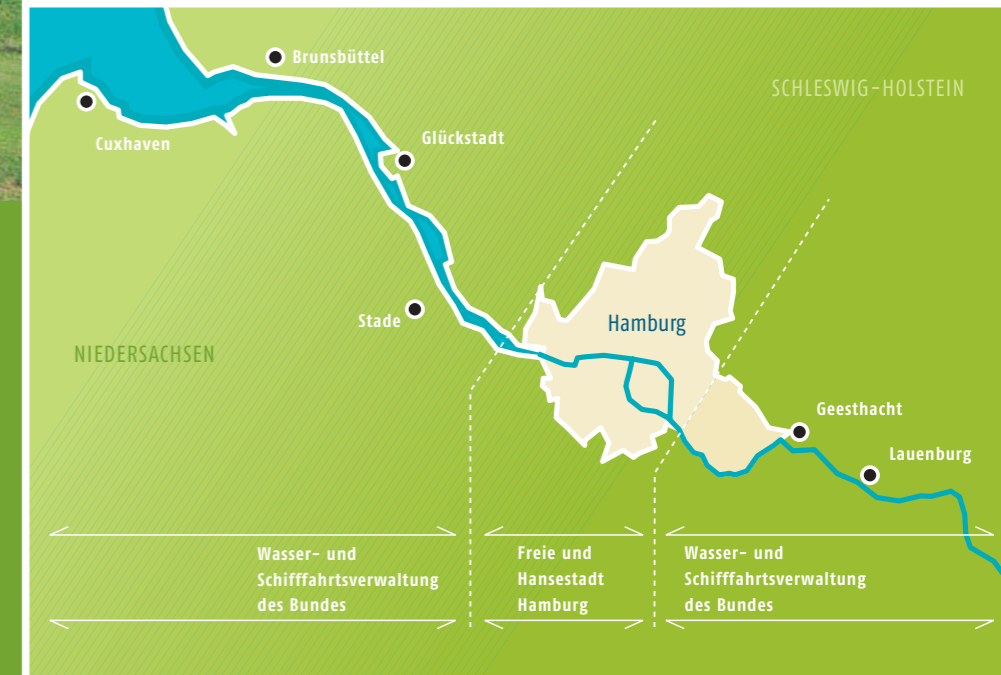 Brunsbüttel
SCHLESWIG-HOLSTEIN
Cuxhaven
Glückstadt
Stade
Hamburg
NIEDERSACHSEN
Geesthacht
Lauenburg
Wasser- und
Schifffahrtsverwaltung
des Bundes
Freie und
Hansestadt
Hamburg
Wasser- und
Schifffahrtsverwaltung
des Bundes